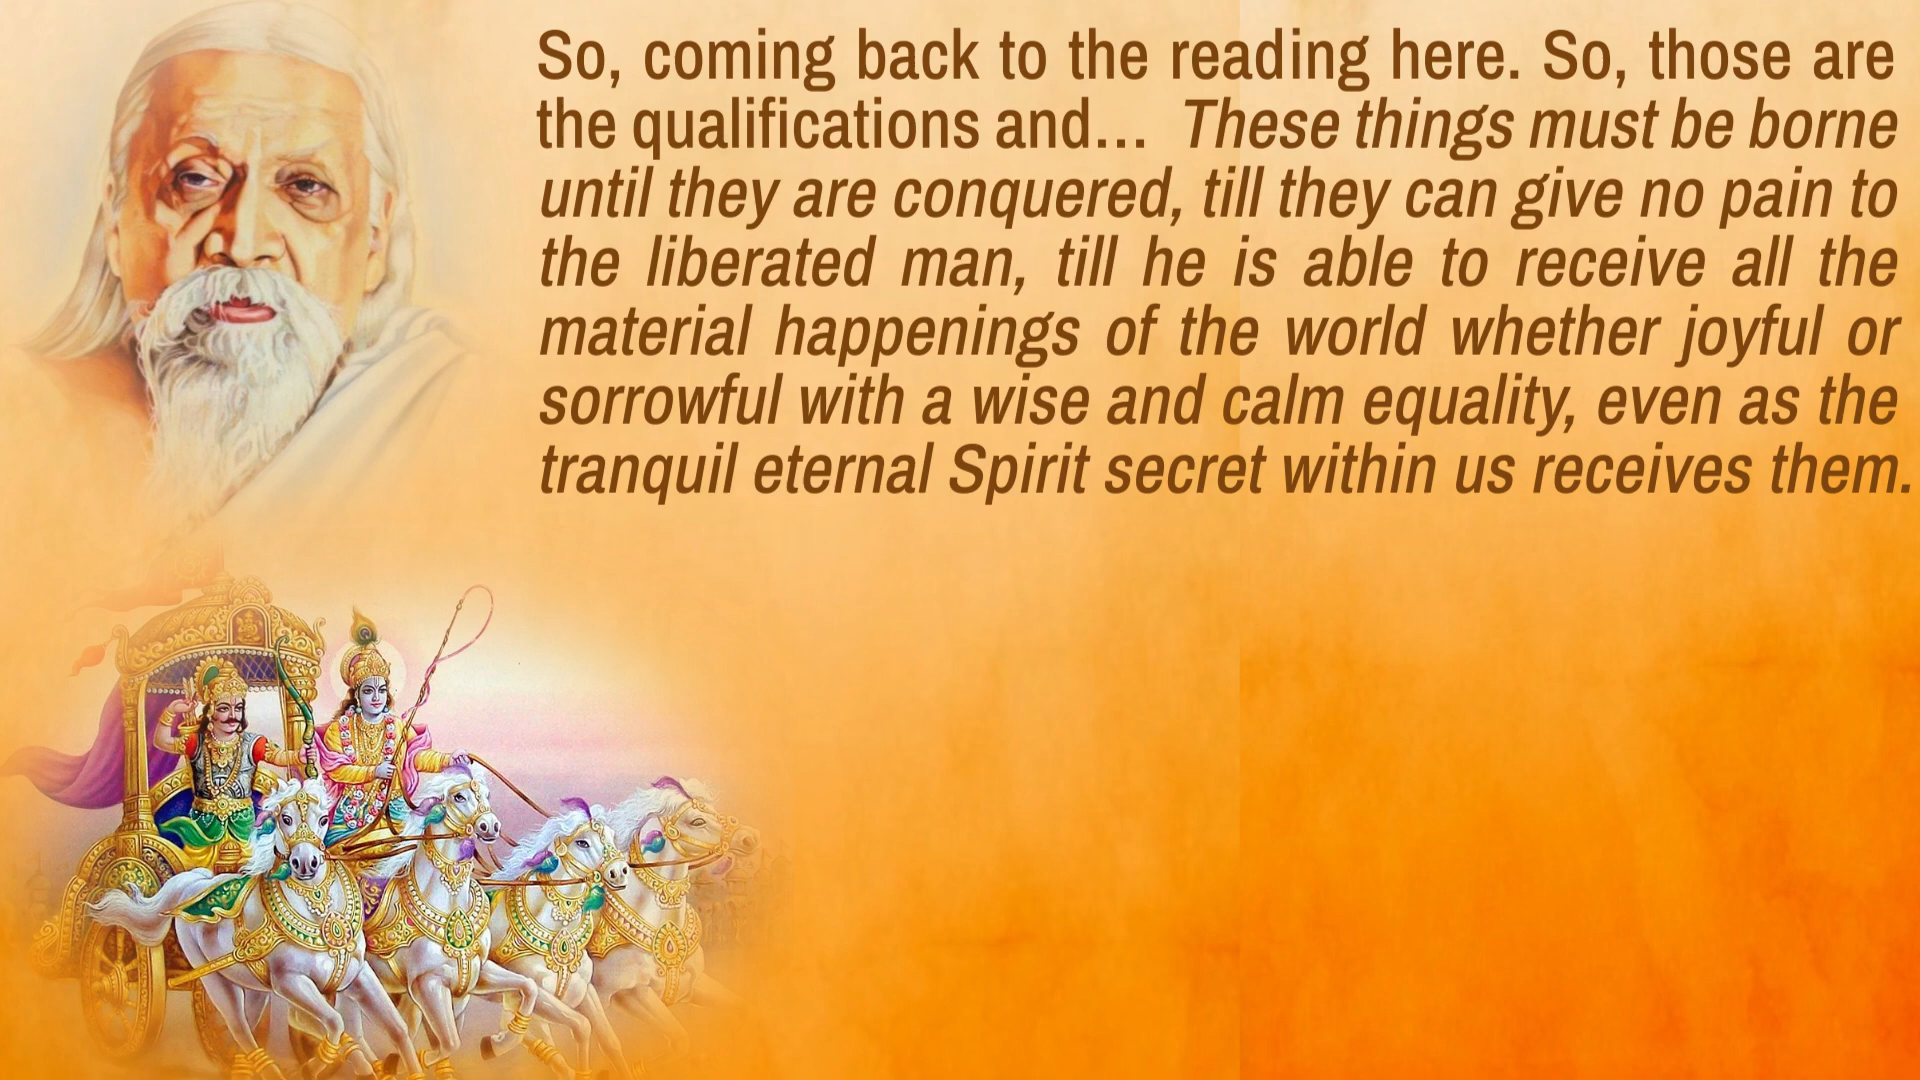 So, coming back to the reading here. So, those are
the qualifications and… These things must be borne
until they are conquered, till they can give no pain to
the liberated man, till he is able to receive all the
material happenings of the world whether joyful or
sorrowful with a wise and calm equality, even as the
tranquil eternal Spirit secret within us receives them.